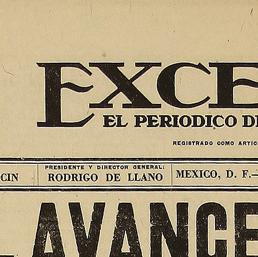 EXCE
EL PERIODICO DE
REGISTRADO COMO ARTIC
CIN
PRESIDENTE Y DIRECTOR GENERAL:
RODRIGO DE LLANO
MEXICO, D. F.—
AVANCE